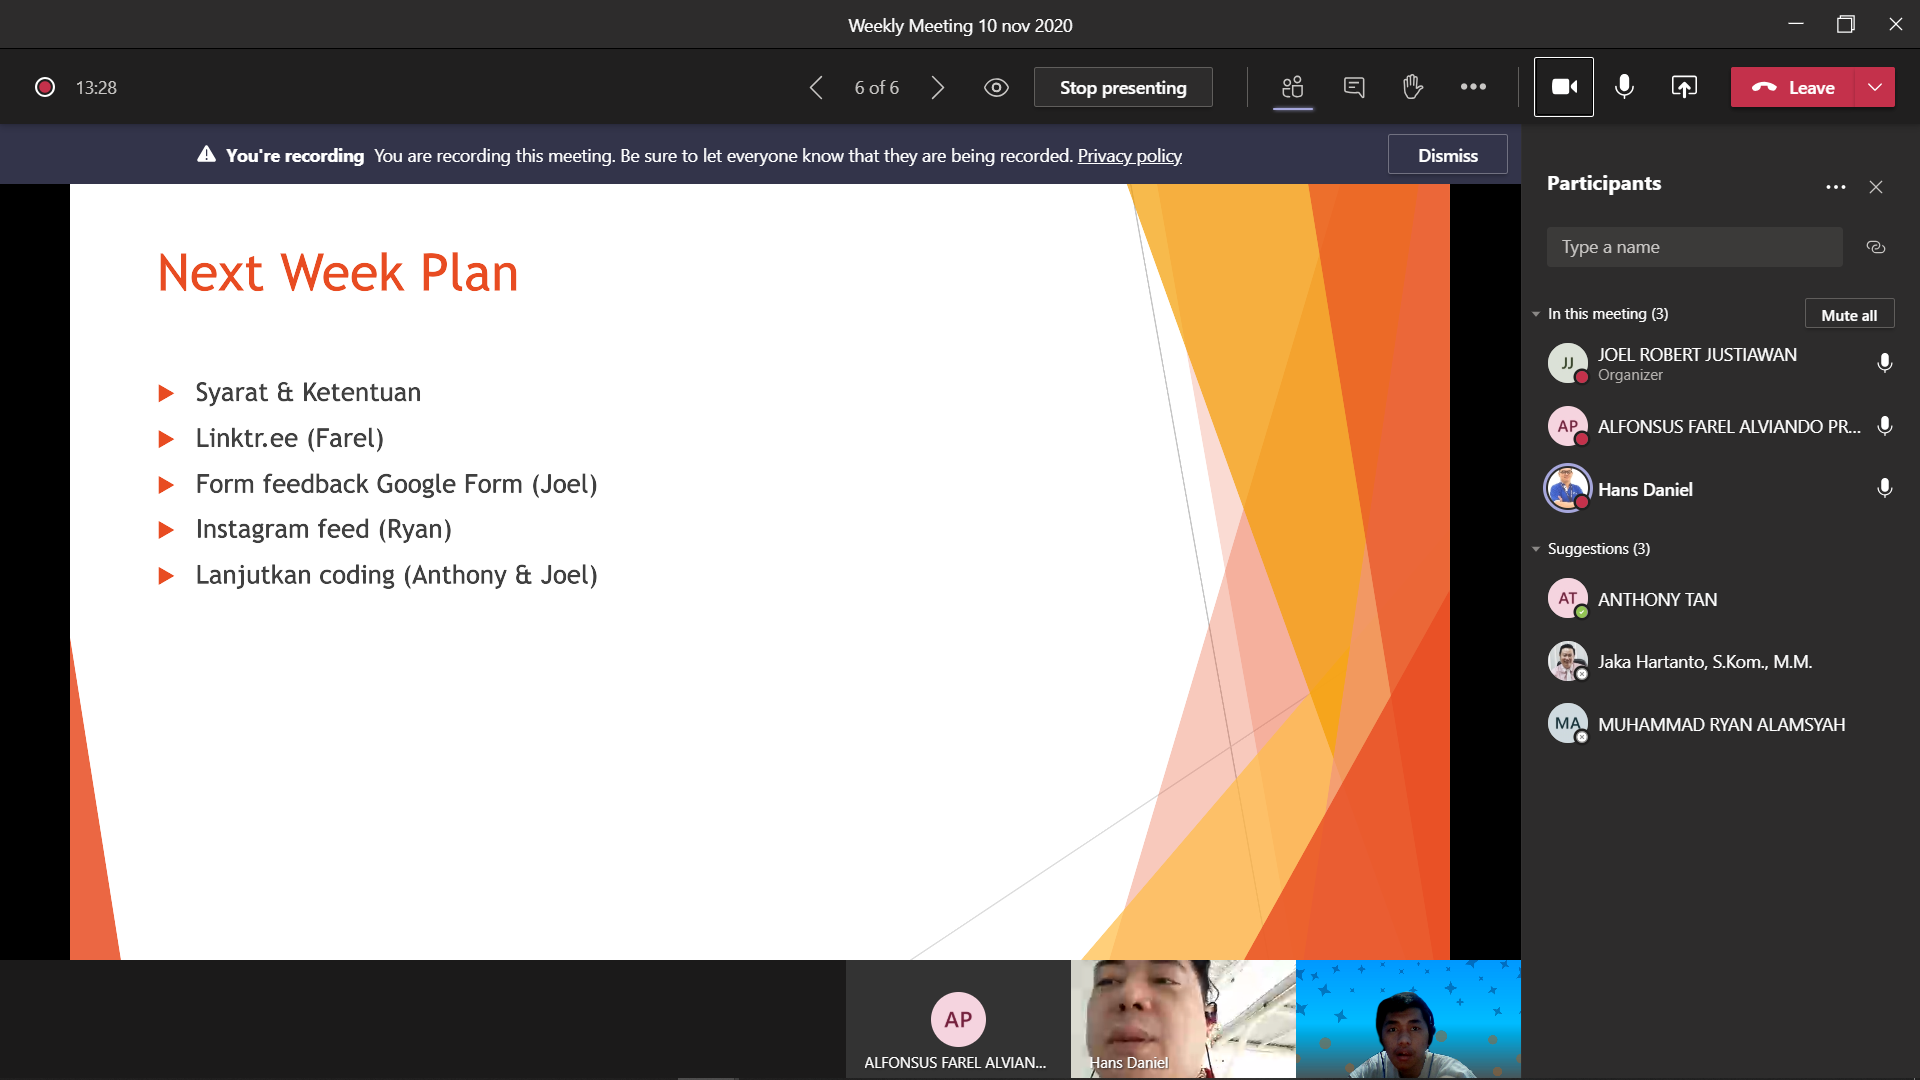 Weekly Meeting 10 nov 2020
13:28
6 of 6
Stop presenting
Leave
You're recording You are recording this meeting. Be sure to let everyone know that they are being recorded. Privacy policy
Dismiss
Next Week Plan
Syarat & Ketentuan
Linktr.ee (Farel)
Form feedback Google Form (Joel)
Instagram feed (Ryan)
Lanjutkan coding (Anthony & Joel)
Participants
Type a name
In this meeting (3)
Mute all
JJ
JOEL ROBERT JUSTIAWAN
Organizer
AP
ALFONSUS FAREL ALVIANDO PR...
Hans Daniel
Suggestions (3)
AT
ANTHONY TAN
Jaka Hartanto, S.Kom., M.M.
MA
MUHAMMAD RYAN ALAMSYAH
AP
ALFONSUS FAREL ALVIAN...
Hans Daniel